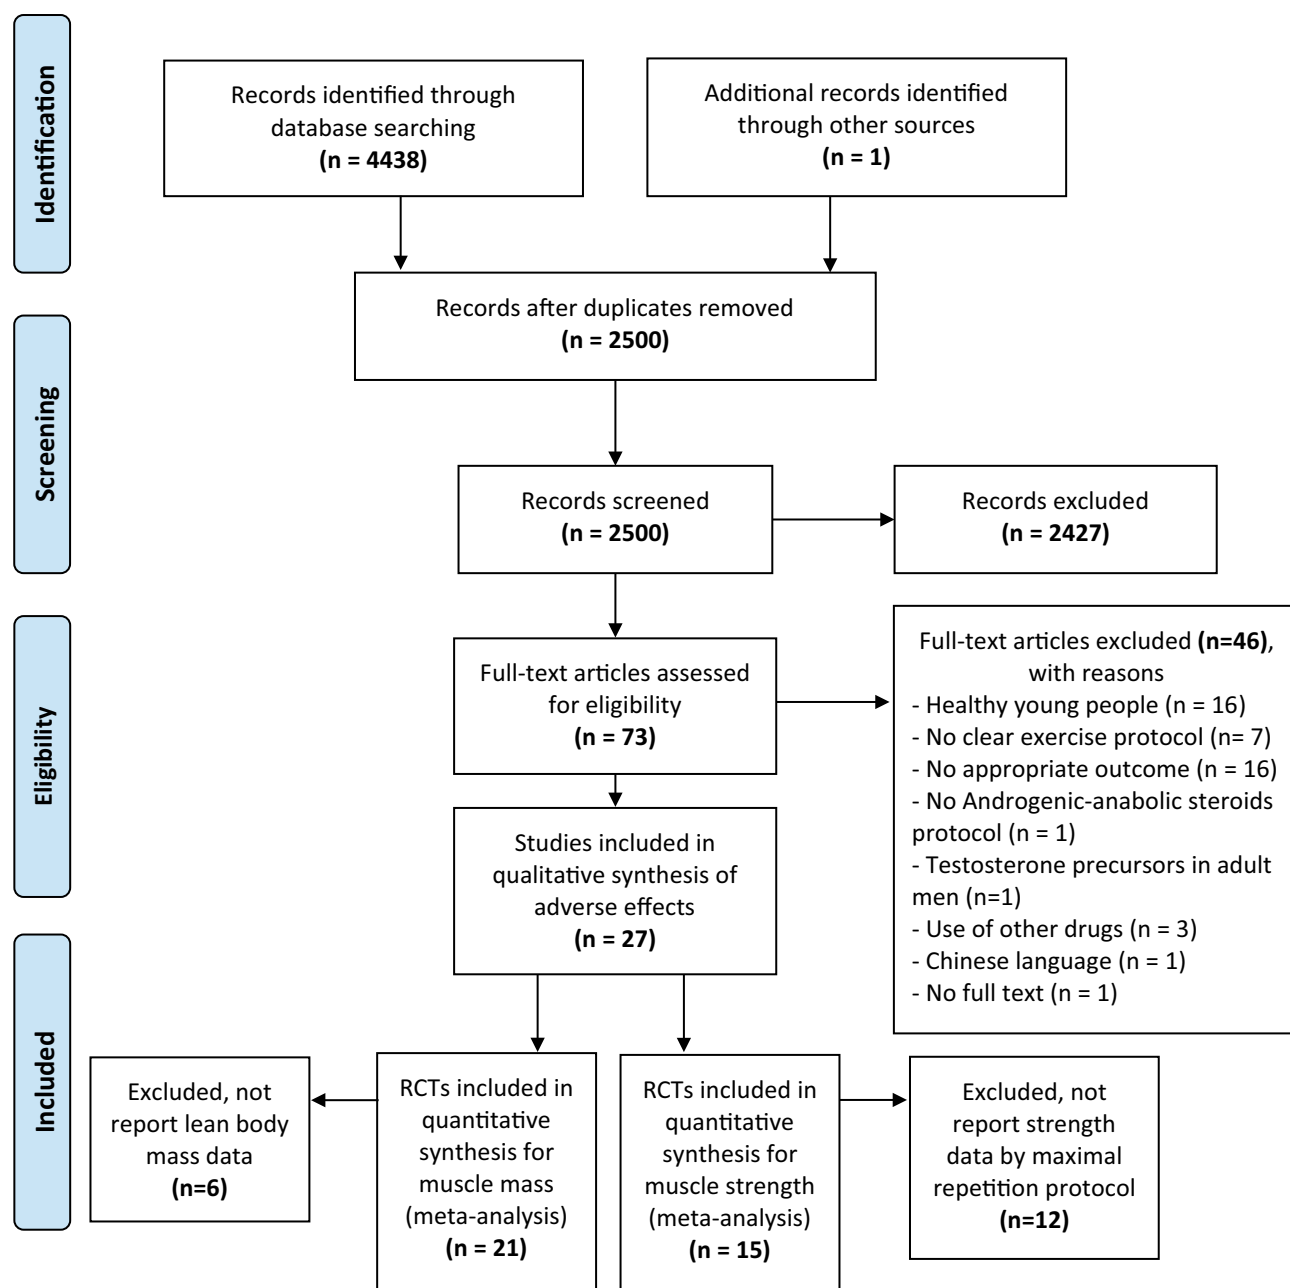 Identification
Records identified through
database searching
(n = 4438)
Additional records identified
through other sources
(n = 1)
Records after duplicates removed
(n = 2500)
Screening
Records screened
(n = 2500)
Records excluded
(n = 2427)
Eligibility
Full-text articles assessed
for eligibility
(n = 73)
Full-text articles excluded (n=46),
with reasons
- Healthy young people (n = 16)
- No clear exercise protocol (n= 7)
- No appropriate outcome (n = 16)
- No Androgenic-anabolic steroids
protocol (n = 1)
- Testosterone precursors in adult
men (n=1)
- Use of other drugs (n = 3)
- Chinese language (n = 1)
- No full text (n = 1)
Studies included in
qualitative synthesis of
adverse effects
(n = 27)
Included
Excluded, not
report lean body
mass data
(n=6)
RCTs included in
quantitative
synthesis for
muscle mass
(meta-analysis)
(n = 21)
RCTs included in
quantitative
synthesis for
muscle strength
(meta-analysis)
(n = 15)
Excluded, not
report strength
data by maximal
repetition protocol
(n=12)